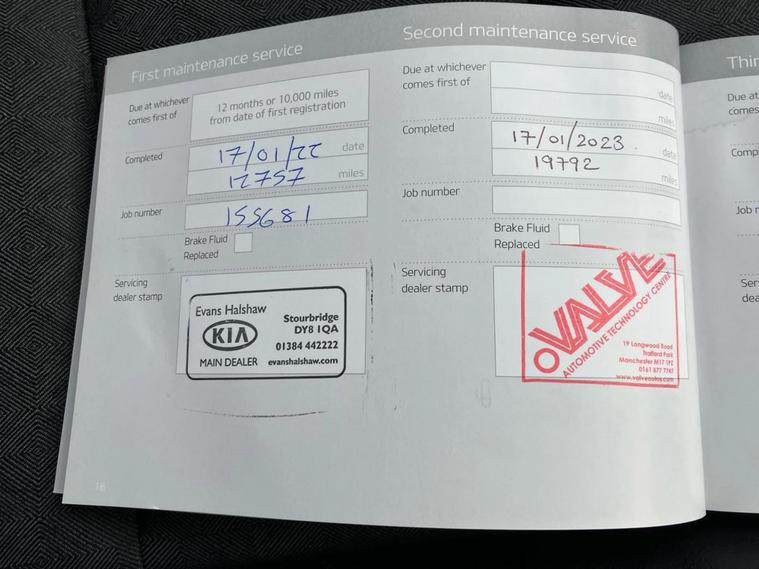 First maintenance service
Due at whichever
comes first of
12 months or 10,000 miles
from date of first registration
Completed
17/01/22 date
12757 miles
Job number
155681
Brake Fluid
Replaced
Servicing
dealer stamp
Evans Halshaw
KIA
MAIN DEALER
Stourbridge
DY8 1QA
01384 442222
evanshalshaw.com
16
Second maintenance service
Due at whichever
comes first of
date
miles
Completed
17/01/2023 date
19792 miles
Job number
Brake Fluid
Replaced
Servicing
dealer stamp
VALVE
AUTOMOTIVE TECHNOLOGY CENTRE
19 Longwood Road
Trafford Park
Manchester M17 1PZ
0161 877 7747
www.valveautos.com
Thir
Due at
comes
Comp
Job n
Ser
dea